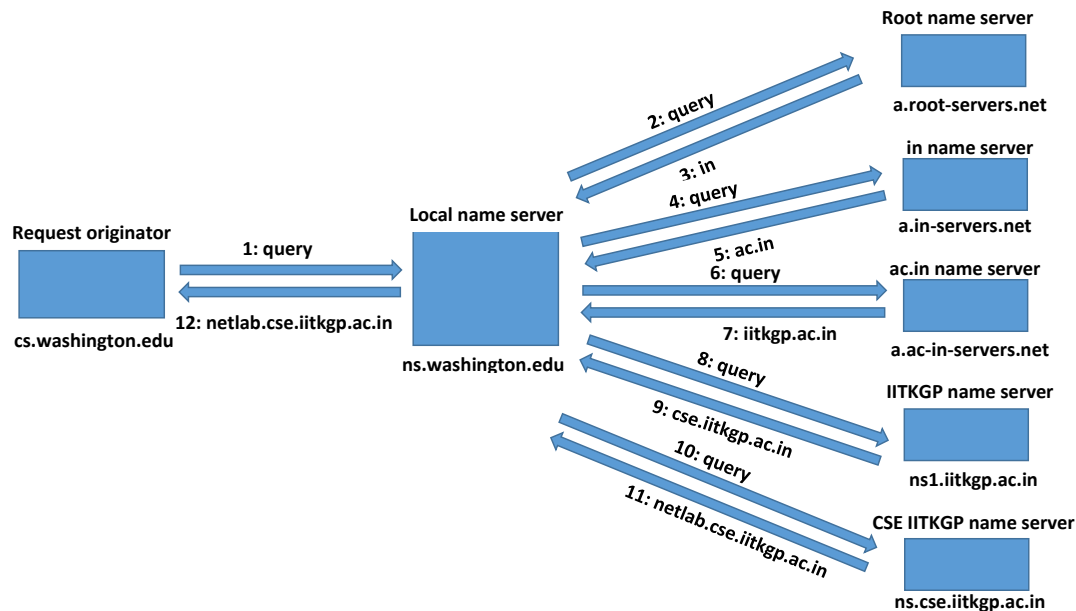 Root name server
a.root-servers.net
2: query
3: in
in name server
a.in-servers.net
4: query
5: ac.in
Local name server
ns.washington.edu
Request originator
cs.washington.edu
1: query
12: netlab.cse.iitkgp.ac.in
6: query
7: iitkgp.ac.in
ac.in name server
a.ac-in-servers.net
8: query
9: cse.iitkgp.ac.in
IITKGP name server
ns1.iitkgp.ac.in
10: query
11: netlab.cse.iitkgp.ac.in
CSE IITKGP name server
ns.cse.iitkgp.ac.in